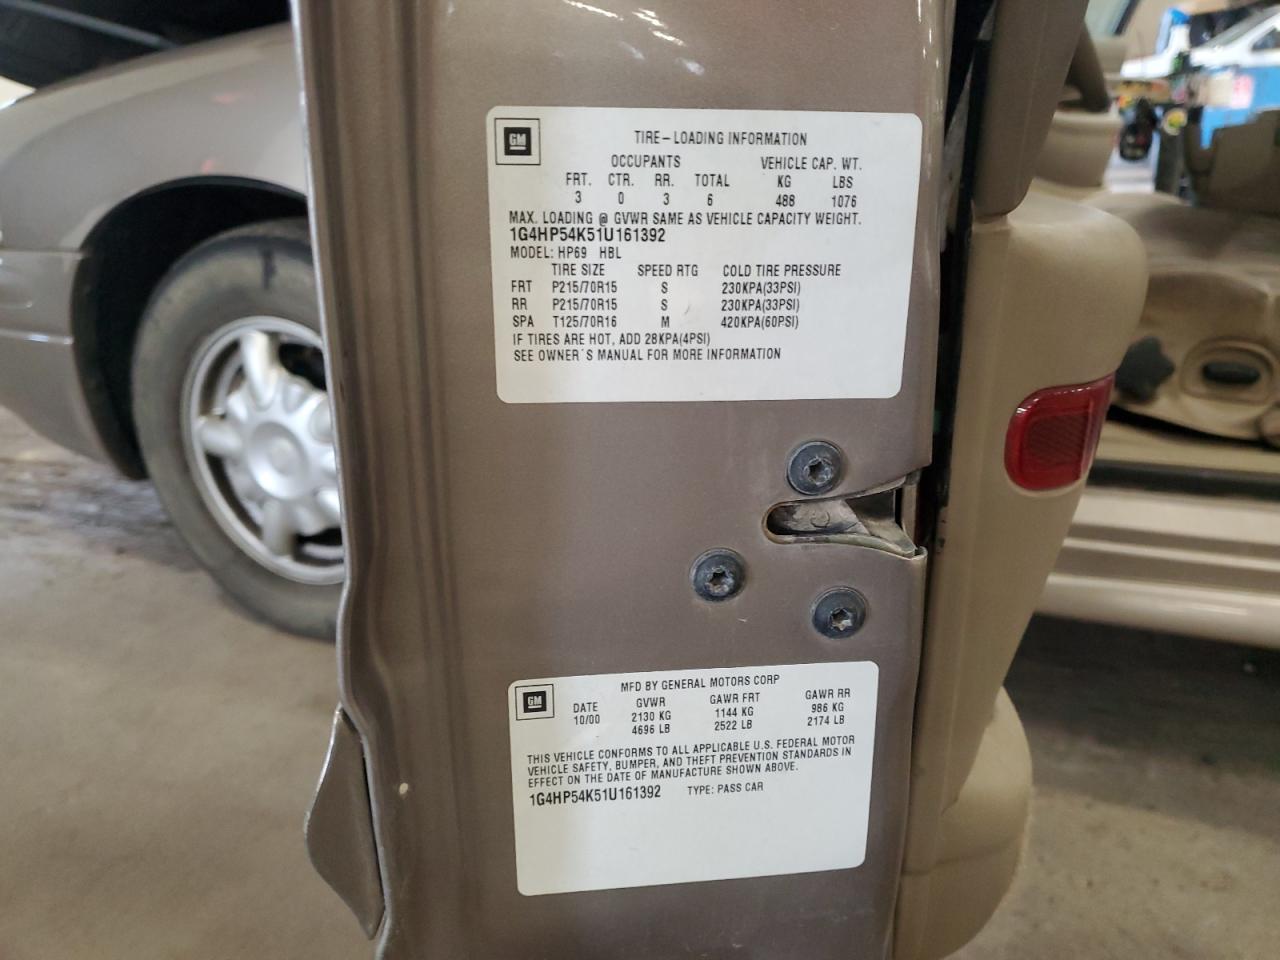 GM
TIRE-LOADING INFORMATION
OCCUPANTS VEHICLE CAP. WT.
FRT. CTR. RR. TOTAL KG LBS
3 0 3 6 488 1076
MAX. LOADING @ GVWR SAME AS VEHICLE CAPACITY WEIGHT.
1G4HP54K51U161392
MODEL: HP69 HBL
TIRE SIZE SPEED RTG COLD TIRE PRESSURE
FRT P215/70R15 S 230KPA(33PSI)
RR P215/70R15 S 230KPA(33PSI)
SPA T125/70R16 M 420KPA(60PSI)
IF TIRES ARE HOT, ADD 28KPA(4PSI)
SEE OWNER'S MANUAL FOR MORE INFORMATION
GM
MFD BY GENERAL MOTORS CORP
DATE GVWR GAWR FRT GAWR RR
10/00 2130 KG 1144 KG 986 KG
4696 LB 2522 LB 2174 LB
THIS VEHICLE CONFORMS TO ALL APPLICABLE U.S. FEDERAL MOTOR
VEHICLE SAFETY, BUMPER, AND THEFT PREVENTION STANDARDS IN
EFFECT ON THE DATE OF MANUFACTURE SHOWN ABOVE.
1G4HP54K51U161392 TYPE: PASS CAR
1076